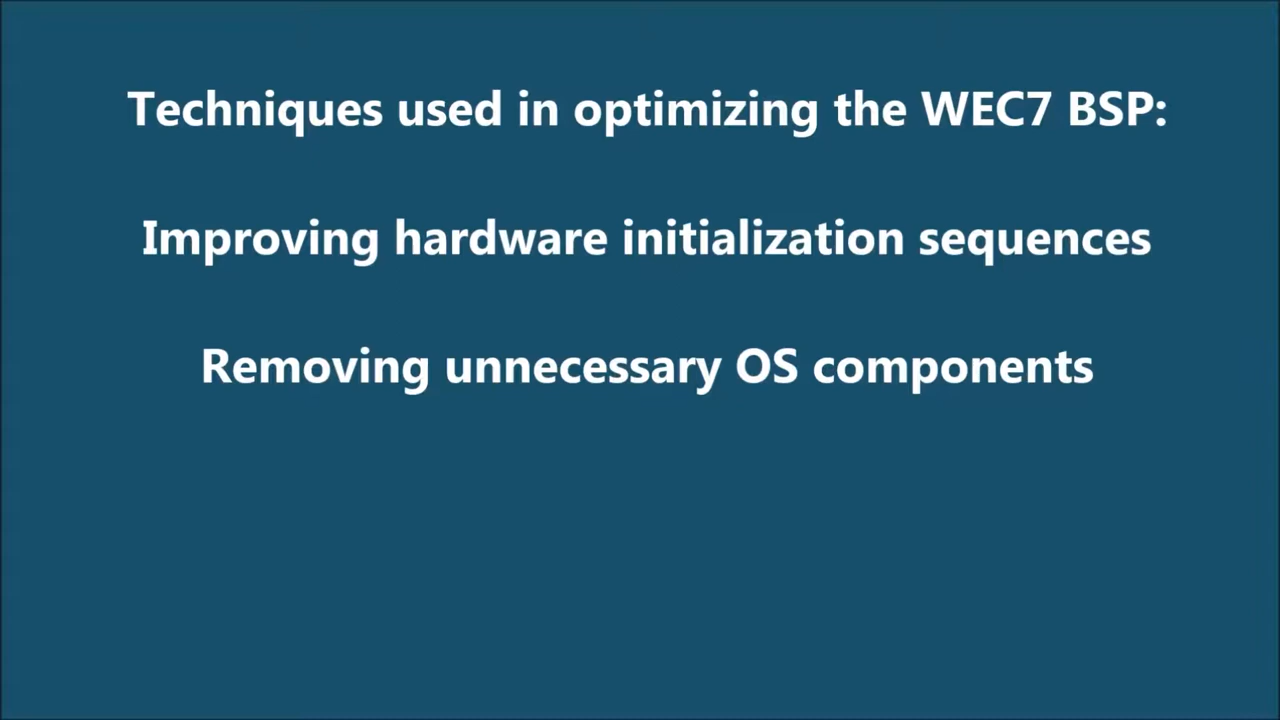 Techniques used in optimizing the WEC7 BSP:
Improving hardware initialization sequences
Removing unnecessary OS components